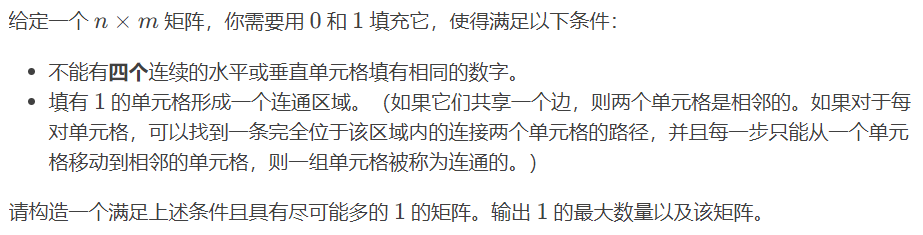 给定一个 n × m 矩阵，你需要用 0 和 1 填充它，使得满足以下条件：
• 不能有四个连续的水平或垂直单元格填有相同的数字。
• 填有 1 的单元格形成一个连通区域。（如果它们共享一个边，则两个单元格是相邻的。如果对于每
对单元格，可以找到一条完全位于该区域内的连接两个单元格的路径，并且每一步只能从一个单元
格移动到相邻的单元格，则一组单元格被称为连通的。）
请构造一个满足上述条件且具有尽可能多的 1 的矩阵。输出 1 的最大数量以及该矩阵。